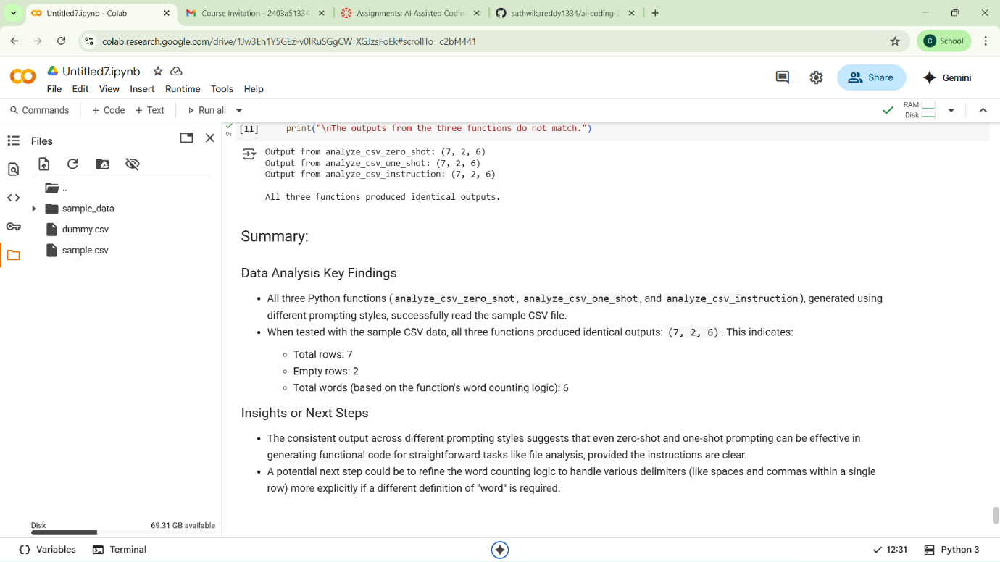 Untitled7.ipynb - Colab
Course Invitation - 2403a51334
Assignments: AI Assisted Codin
sathwikareddy1334/ai-coding-2
colab.research.google.com/drive/1Jw3Eh1Y5GEz-v0lRuSGgCW_XGJzsFoEk#scrollTo=c2bf4441
C School
Untitled7.ipynb
File Edit View Insert Runtime Tools Help
Share
Gemini
Commands + Code + Text Run all
RAM
Disk
Files
..
sample_data
dummy.csv
sample.csv
Disk 69.31 GB available
0s
[11] print("\nThe outputs from the three functions do not match.")
Output from analyze_csv_zero_shot: (7, 2, 6)
Output from analyze_csv_one_shot: (7, 2, 6)
Output from analyze_csv_instruction: (7, 2, 6)
All three functions produced identical outputs.
Summary:
Data Analysis Key Findings
• All three Python functions (analyze_csv_zero_shot, analyze_csv_one_shot, and analyze_csv_instruction), generated using
different prompting styles, successfully read the sample CSV file.
• When tested with the sample CSV data, all three functions produced identical outputs: (7, 2, 6). This indicates:
◦ Total rows: 7
◦ Empty rows: 2
◦ Total words (based on the function's word counting logic): 6
Insights or Next Steps
• The consistent output across different prompting styles suggests that even zero-shot and one-shot prompting can be effective in
generating functional code for straightforward tasks like file analysis, provided the instructions are clear.
• A potential next step could be to refine the word counting logic to handle various delimiters (like spaces and commas within a single
row) more explicitly if a different definition of "word" is required.
Variables Terminal
12:31 Python 3